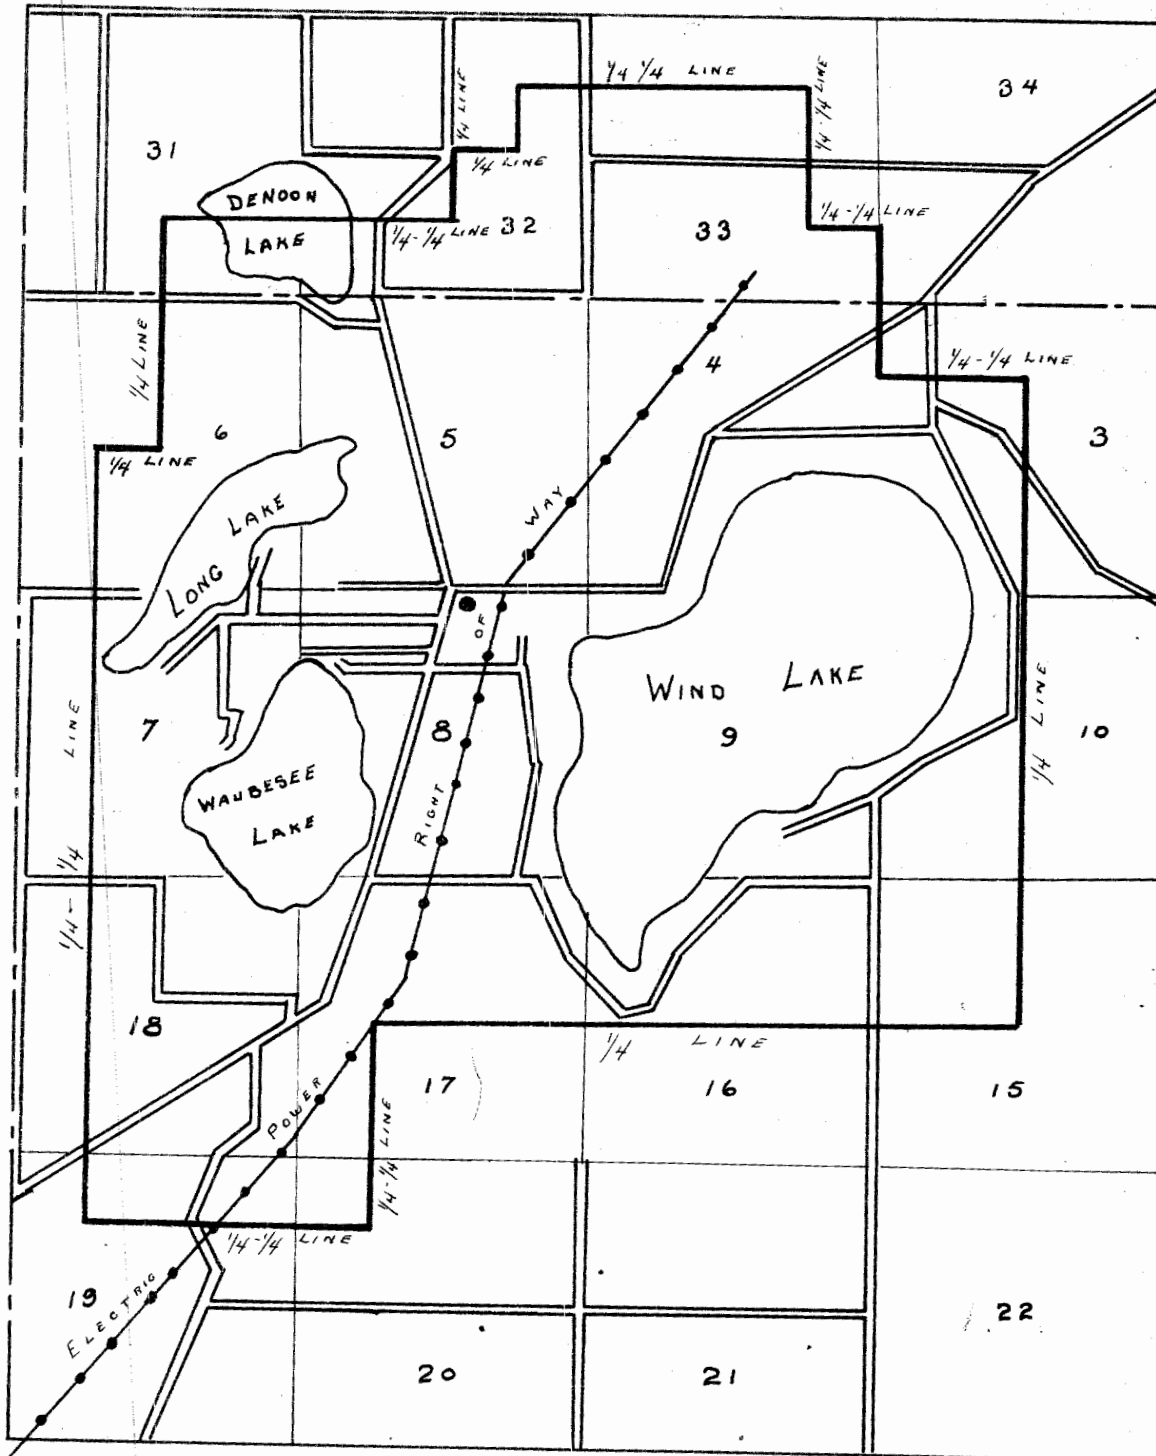 ¼ ¼ LINE
¼-¼ LINE
34
¼ LINE
31
¼ LINE
DENOON
LAKE
¼-¼ LINE
32
33
¼-¼ LINE
¼ LINE
4
¼-¼ LINE
6
5
3
¼ LINE
LONG LAKE
WIND LAKE
¼-¼ LINE
7
8
9
10
¼ LINE
WAUBESEE
LAKE
ELECTRIC POWER RIGHT OF WAY
18
¼ LINE
17
16
15
¼-¼ LINE
¼-¼ LINE
19
22
20
21